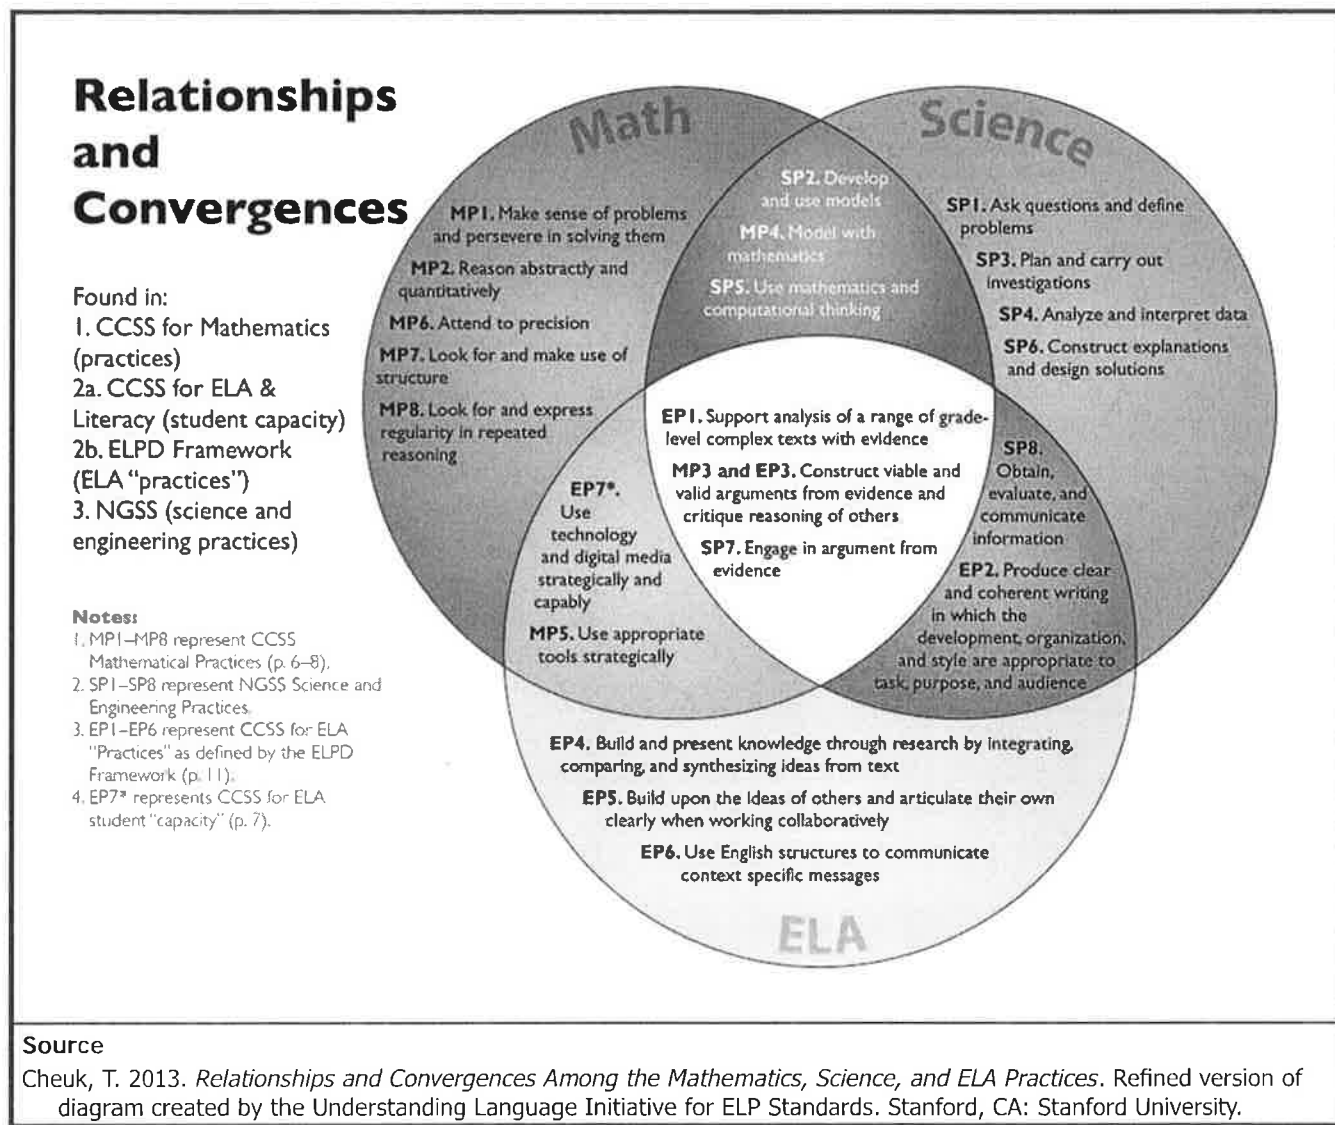 Relationships
and
Convergences
Found in:
1. CCSS for Mathematics
(practices)
2a. CCSS for ELA &
Literacy (student capacity)
2b. ELPD Framework
(ELA “practices”)
3. NGSS (science and
engineering practices)
Notes:
1. MP1–MP8 represent CCSS
Mathematical Practices (p. 6–8).
2. SP1–SP8 represent NGSS Science and
Engineering Practices.
3. EP1–EP6 represent CCSS for ELA
"Practices" as defined by the ELPD
Framework (p. 11).
4. EP7* represents CCSS for ELA
student "capacity" (p. 7).
Math
MP1. Make sense of problems
and persevere in solving them
MP2. Reason abstractly and
quantitatively
MP6. Attend to precision
MP7. Look for and make use of
structure
MP8. Look for and express
regularity in repeated
reasoning
SP2. Develop
and use models
MP4. Model with
mathematics
SP5. Use mathematics and
computational thinking
Science
SP1. Ask questions and define
problems
SP3. Plan and carry out
investigations
SP4. Analyze and interpret data
SP6. Construct explanations
and design solutions
EP1. Support analysis of a range of grade-
level complex texts with evidence
MP3 and EP3. Construct viable and
valid arguments from evidence and
critique reasoning of others
SP7. Engage in argument from
evidence
EP7*.
Use
technology
and digital media
strategically and
capably
MP5. Use appropriate
tools strategically
SP8.
Obtain,
evaluate, and
communicate
information
EP2. Produce clear
and coherent writing
in which the
development, organization,
and style are appropriate to
task, purpose, and audience
EP4. Build and present knowledge through research by integrating,
comparing, and synthesizing ideas from text
EP5. Build upon the ideas of others and articulate their own
clearly when working collaboratively
EP6. Use English structures to communicate
context specific messages
ELA
Source
Cheuk, T. 2013. Relationships and Convergences Among the Mathematics, Science, and ELA Practices. Refined version of
diagram created by the Understanding Language Initiative for ELP Standards. Stanford, CA: Stanford University.